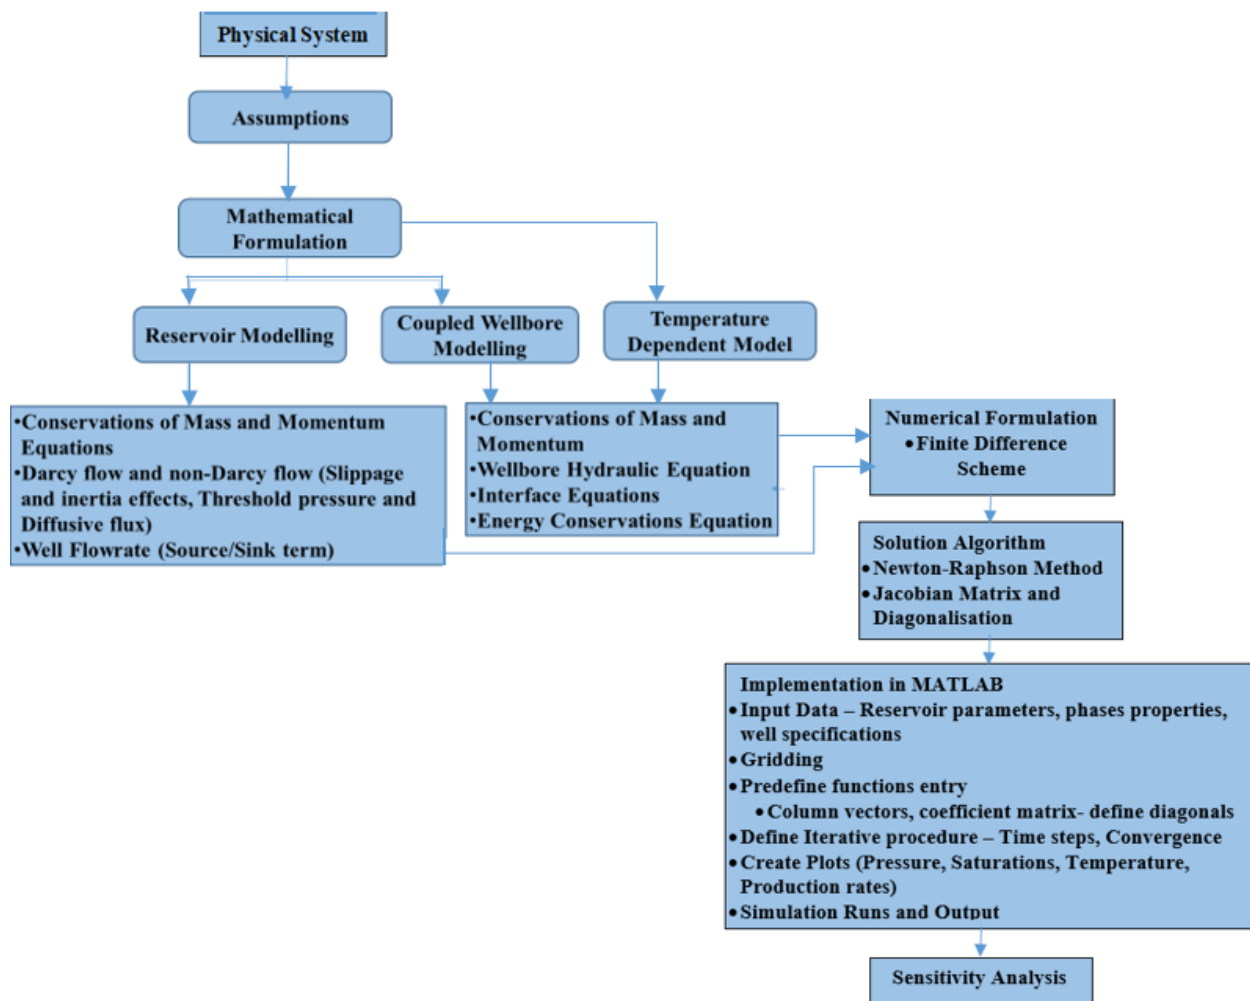 Physical System
Assumptions
Mathematical
Formulation
Reservoir Modelling
Coupled Wellbore
Modelling
Temperature
Dependent Model
•Conservations of Mass and Momentum
Equations
•Darcy flow and non-Darcy flow (Slippage
and inertia effects, Threshold pressure and
Diffusive flux)
•Well Flowrate (Source/Sink term)
•Conservations of Mass and
Momentum
•Wellbore Hydraulic Equation
•Interface Equations
•Energy Conservations Equation
Numerical Formulation
•Finite Difference
Scheme
Solution Algorithm
•Newton-Raphson Method
•Jacobian Matrix and
Diagonalisation
Implementation in MATLAB
•Input Data – Reservoir parameters, phases properties,
well specifications
•Gridding
•Predefine functions entry
•Column vectors, coefficient matrix- define diagonals
•Define Iterative procedure – Time steps, Convergence
•Create Plots (Pressure, Saturations, Temperature,
Production rates)
•Simulation Runs and Output
Sensitivity Analysis